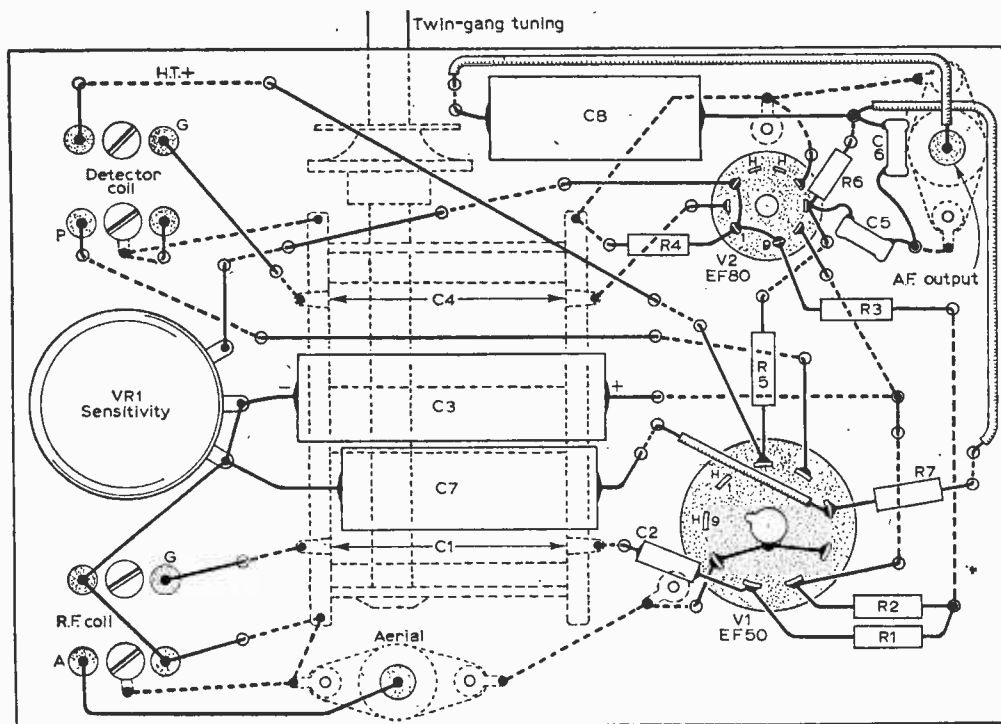 Twin-gang tuning
H.T.+
G
Detector
coil
P
C8
C
6
R6
H
H
C5
R4
9
V2
EF80
A.F. output
C4
R3
VR1
Sensitivity
−
+
C3
R
5
C7
H
1
H
9
R7
C2
C1
G
R.F. coil
A
Aerial
V1
EF50
R2
R1
+